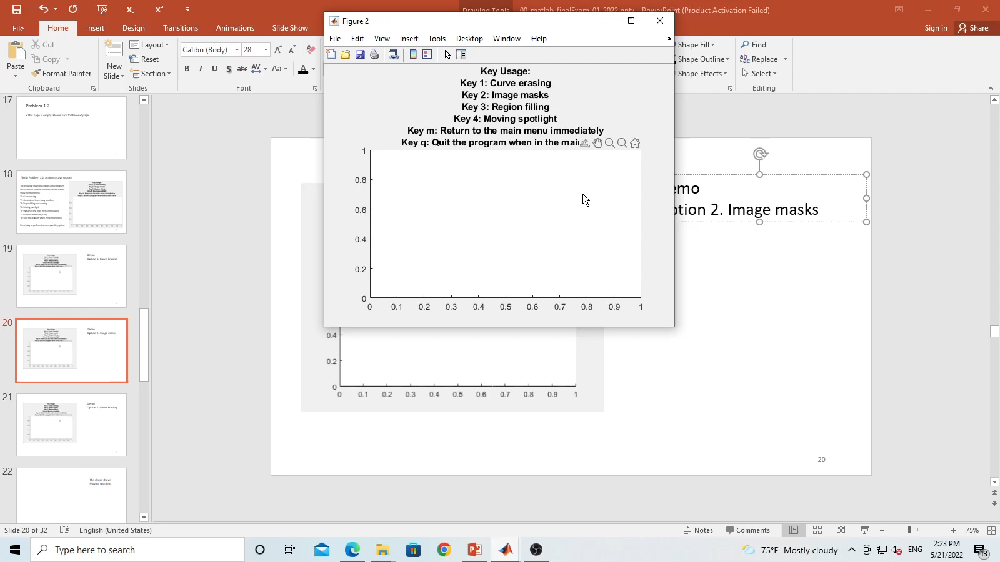 Drawing Tools
00_matlab_finalExam_01_2022.pptx - PowerPoint (Product Activation Failed)
File
Home
Insert
Design
Transitions
Animations
Slide Show
Sign in
Share
Cut
Copy
Format Painter
Paste
Clipboard
New
Slide
Layout
Reset
Section
Slides
Calibri (Body)
28
B
I
U
S
abc
AV
Aa
A
Font
Shape Fill
Shape Outline
Shape Effects
Find
Replace
Select
Editing
Figure 2
File
Edit
View
Insert
Tools
Desktop
Window
Help
Key Usage:
Key 1: Curve erasing
Key 2: Image masks
Key 3: Region filling
Key 4: Moving spotlight
Key m: Return to the main menu immediately
Key q: Quit the program when in the mai
1
0.8
0.6
0.4
0.2
0
0 0.1 0.2 0.3 0.4 0.5 0.6 0.7 0.8 0.9 1
emo
ption 2. Image masks
0.4
0.2
0
0 0.1 0.2 0.3 0.4 0.5 0.6 0.7 0.8 0.9 1
20
17
Problem 1.2
• This page is empty. Please turn to the next page.
18
(60%) Problem 1.2. An interactive system
19
Demo
Option 1. Curve erasing
20
Demo
Option 2. Image masks
21
Demo
Option 1. Curve erasing
22
The demo shows
Moving spotlight
Slide 20 of 32
English (United States)
Notes
Comments
75%
Type here to search
75°F Mostly cloudy
ENG
2:23 PM
5/21/2022
13